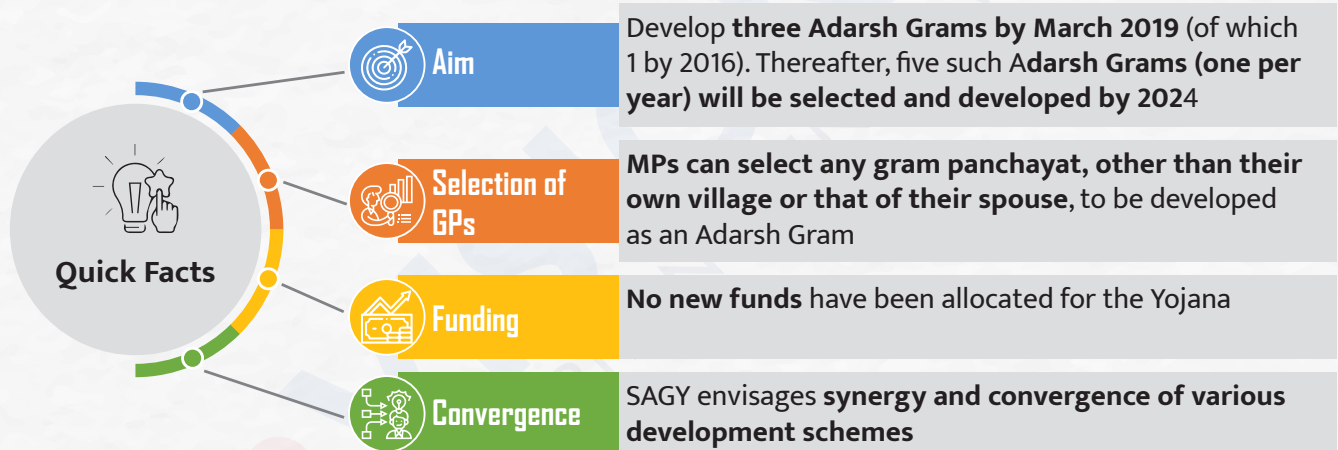 Quick Facts
Aim
Develop three Adarsh Grams by March 2019 (of which
1 by 2016). Thereafter, five such Adarsh Grams (one per
year) will be selected and developed by 2024
Selection of
GPs
MPs can select any gram panchayat, other than their
own village or that of their spouse, to be developed
as an Adarsh Gram
Funding
No new funds have been allocated for the Yojana
Convergence
SAGY envisages synergy and convergence of various
development schemes